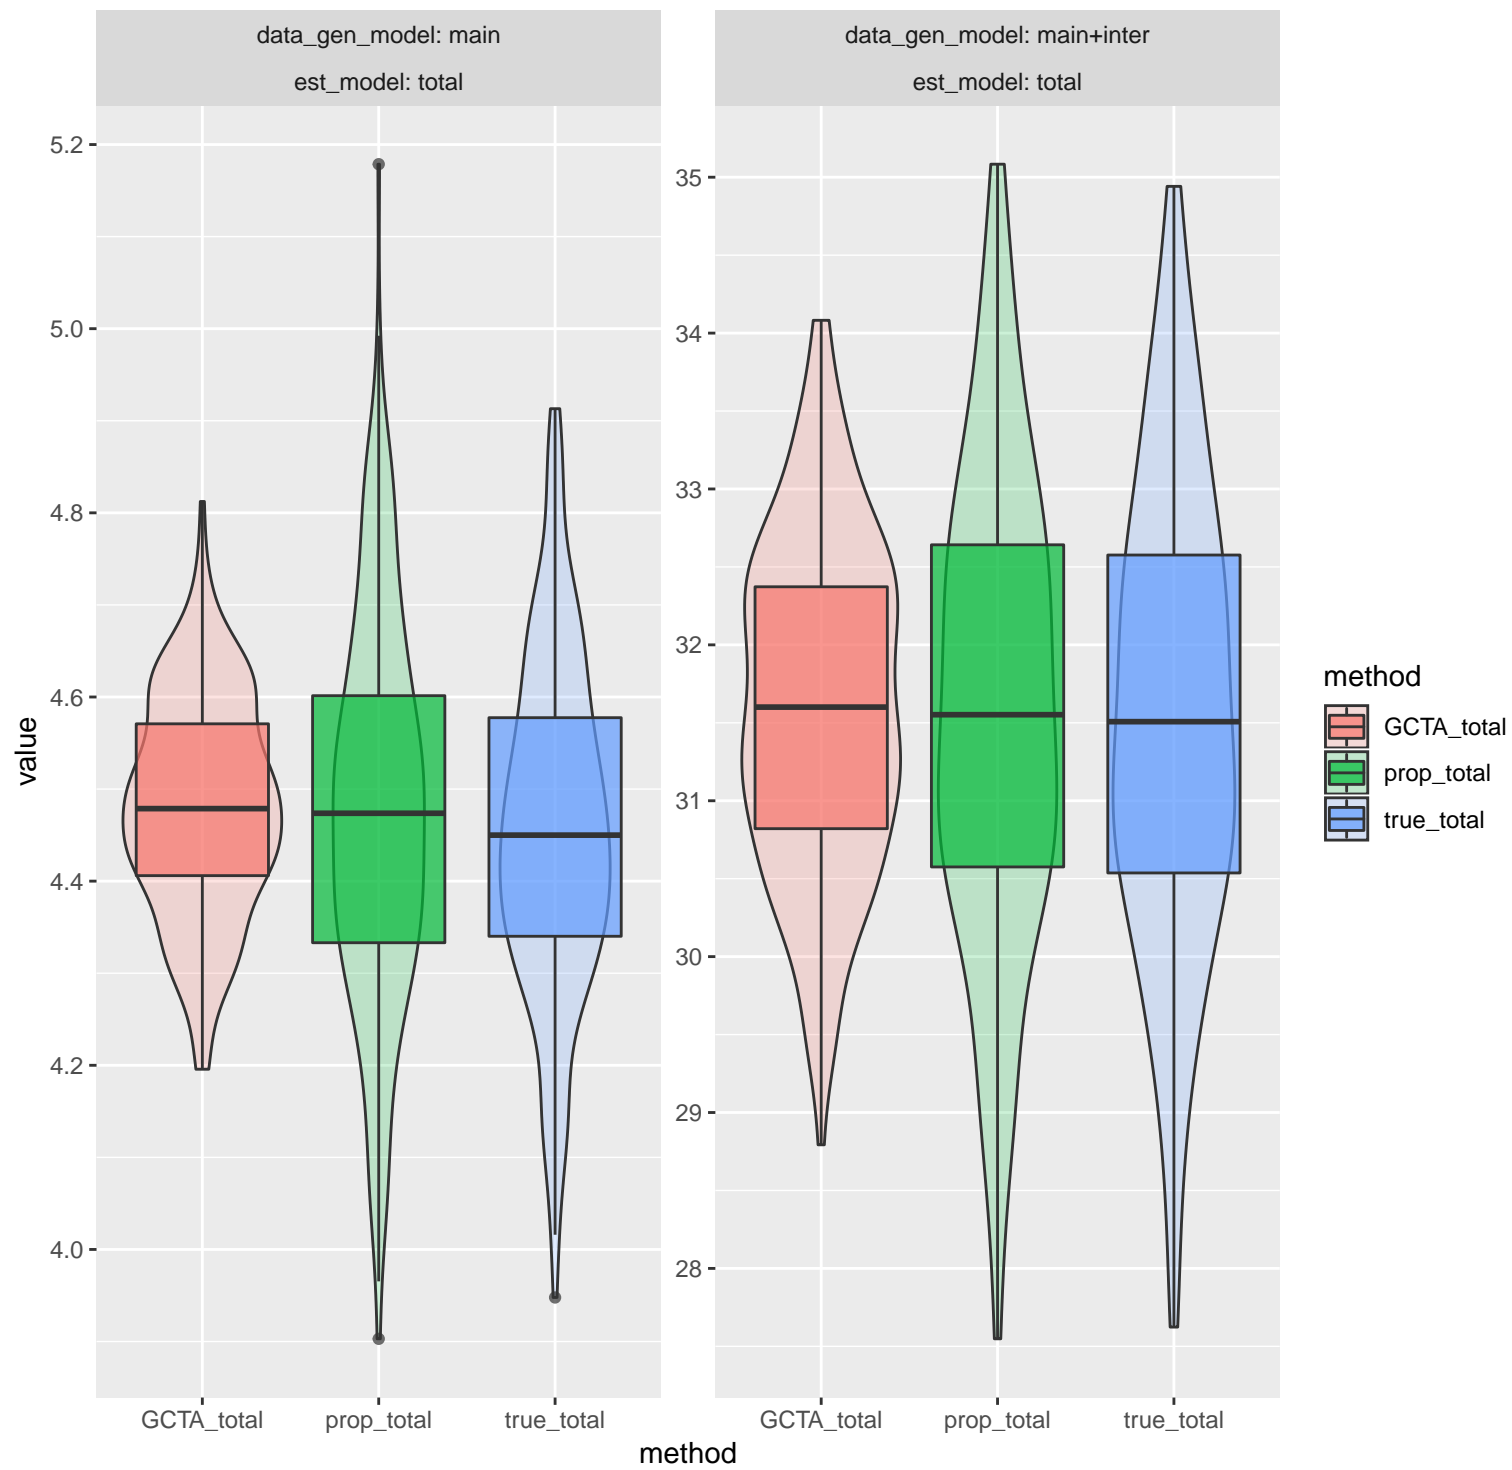 data_gen_model: main
est_model: total
data_gen_model: main+inter
est_model: total
value
5.2
5.0
4.8
4.6
4.4
4.2
4.0
35
34
33
32
31
30
29
28
GCTA_total
prop_total
true_total
GCTA_total
prop_total
true_total
method
method
GCTA_total
prop_total
true_total